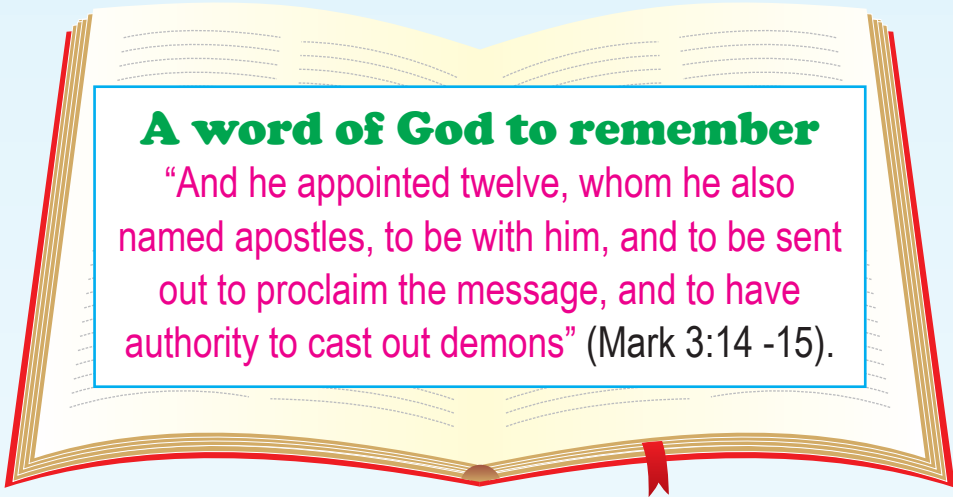 A word of God to remember
“And he appointed twelve, whom he also
named apostles, to be with him, and to be sent
out to proclaim the message, and to have
authority to cast out demons” (Mark 3:14 -15).